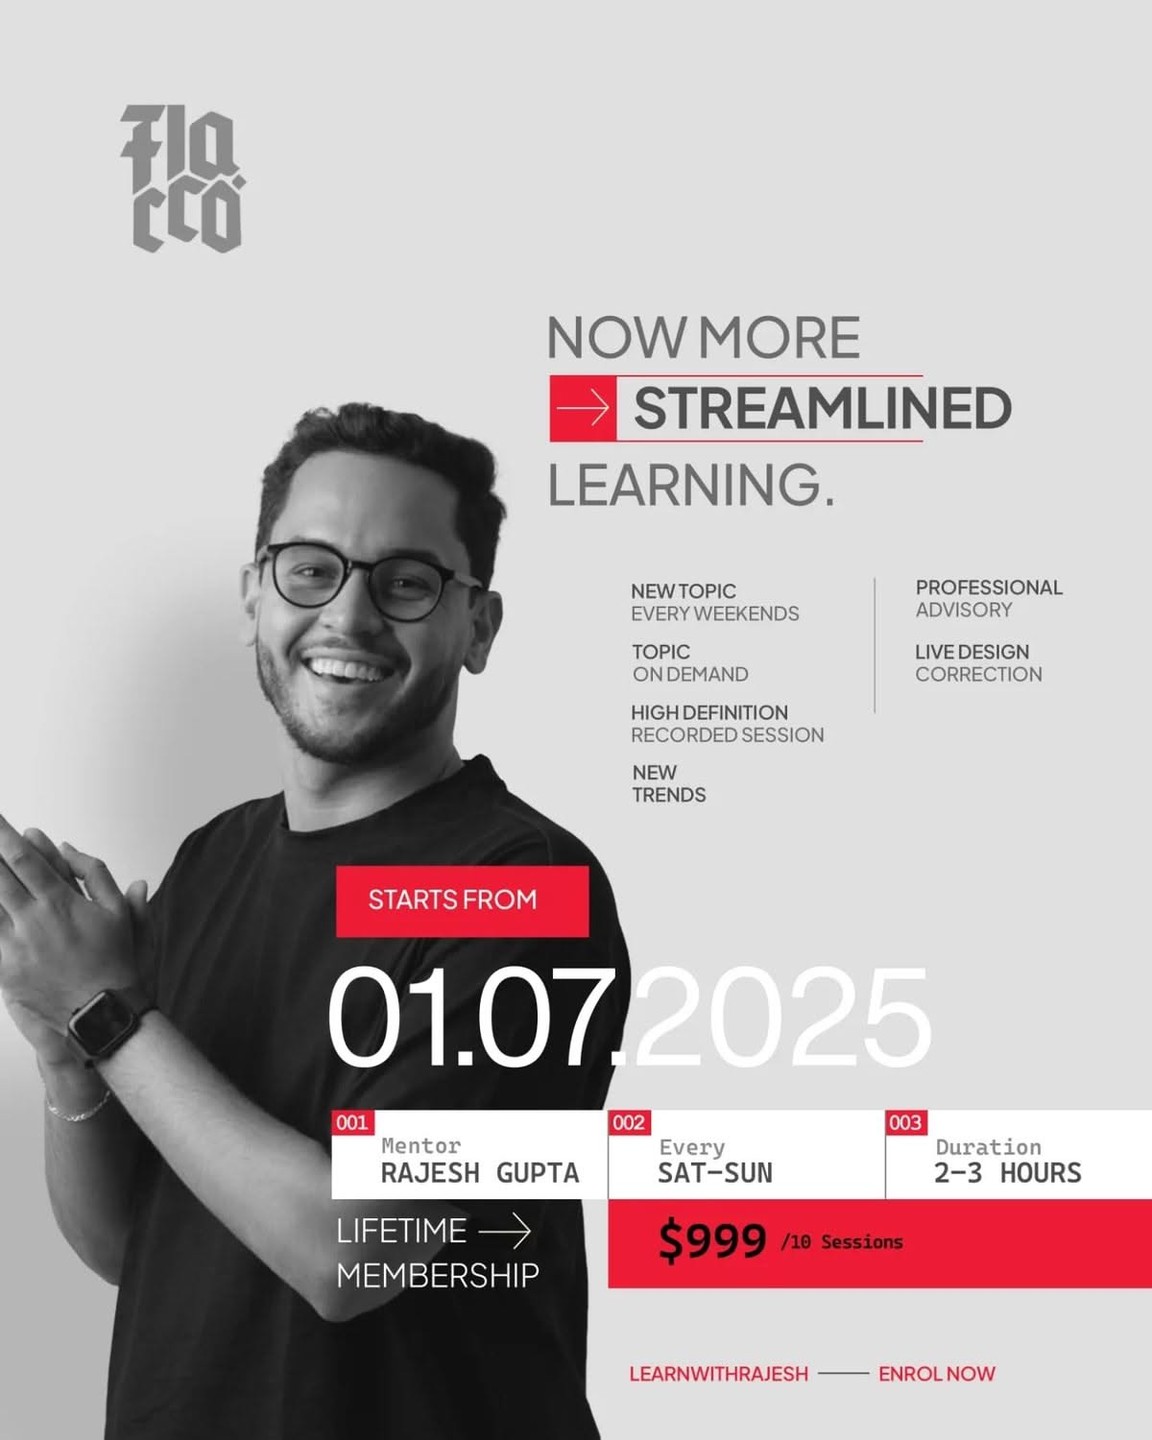 Fla
cco
NOW MORE
STREAMLINED
LEARNING.
NEW TOPIC
EVERY WEEKENDS
TOPIC
ON DEMAND
HIGH DEFINITION
RECORDED SESSION
NEW
TRENDS
PROFESSIONAL
ADVISORY
LIVE DESIGN
CORRECTION
STARTS FROM
01.07.2025
001
Mentor
RAJESH GUPTA
002
Every
SAT–SUN
003
Duration
2–3 HOURS
LIFETIME
MEMBERSHIP
$999 /10 Sessions
LEARNWITHRAJESH — ENROL NOW